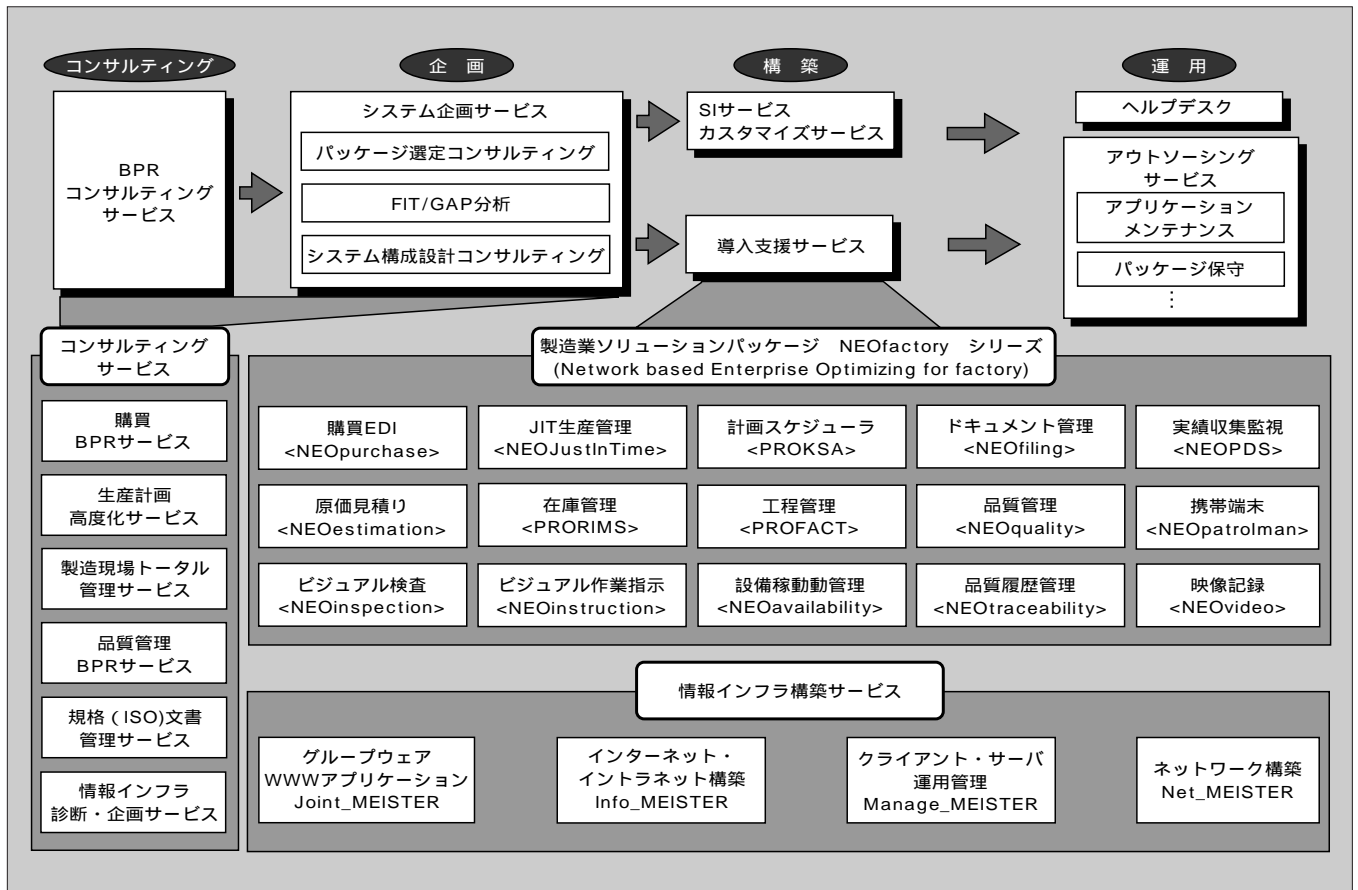 コンサルティング
企 画
構 築
運 用
BPR
コンサルティング
サービス
システム企画サービス
パッケージ選定コンサルティング
FIT/GAP分析
システム構成設計コンサルティング
SIサービス
カスタマイズサービス
導入支援サービス
ヘルプデスク
アウトソーシング
サービス
アプリケーション
メンテナンス
パッケージ保守
⋮
コンサルティング
サービス
購買
BPRサービス
生産計画
高度化サービス
製造現場トータル
管理サービス
品質管理
BPRサービス
規格（ISO)文書
管理サービス
情報インフラ
診断・企画サービス
製造業ソリューションパッケージ NEOfactory シリーズ
(Network based Enterprise Optimizing for factory)
購買EDI
<NEOpurchase>
JIT生産管理
<NEOJustInTime>
計画スケジューラ
<PROKSA>
ドキュメント管理
<NEOfiling>
実績収集監視
<NEOPDS>
原価見積り
<NEOestimation>
在庫管理
<PRORIMS>
工程管理
<PROFACT>
品質管理
<NEOquality>
携帯端末
<NEOpatrolman>
ビジュアル検査
<NEOinspection>
ビジュアル作業指示
<NEOinstruction>
設備稼動動管理
<NEOavailability>
品質履歴管理
<NEOtraceability>
映像記録
<NEOvideo>
情報インフラ構築サービス
グループウェア
WWWアプリケーション
Joint_MEISTER
インターネット・
イントラネット構築
Info_MEISTER
クライアント・サーバ
運用管理
Manage_MEISTER
ネットワーク構築
Net_MEISTER